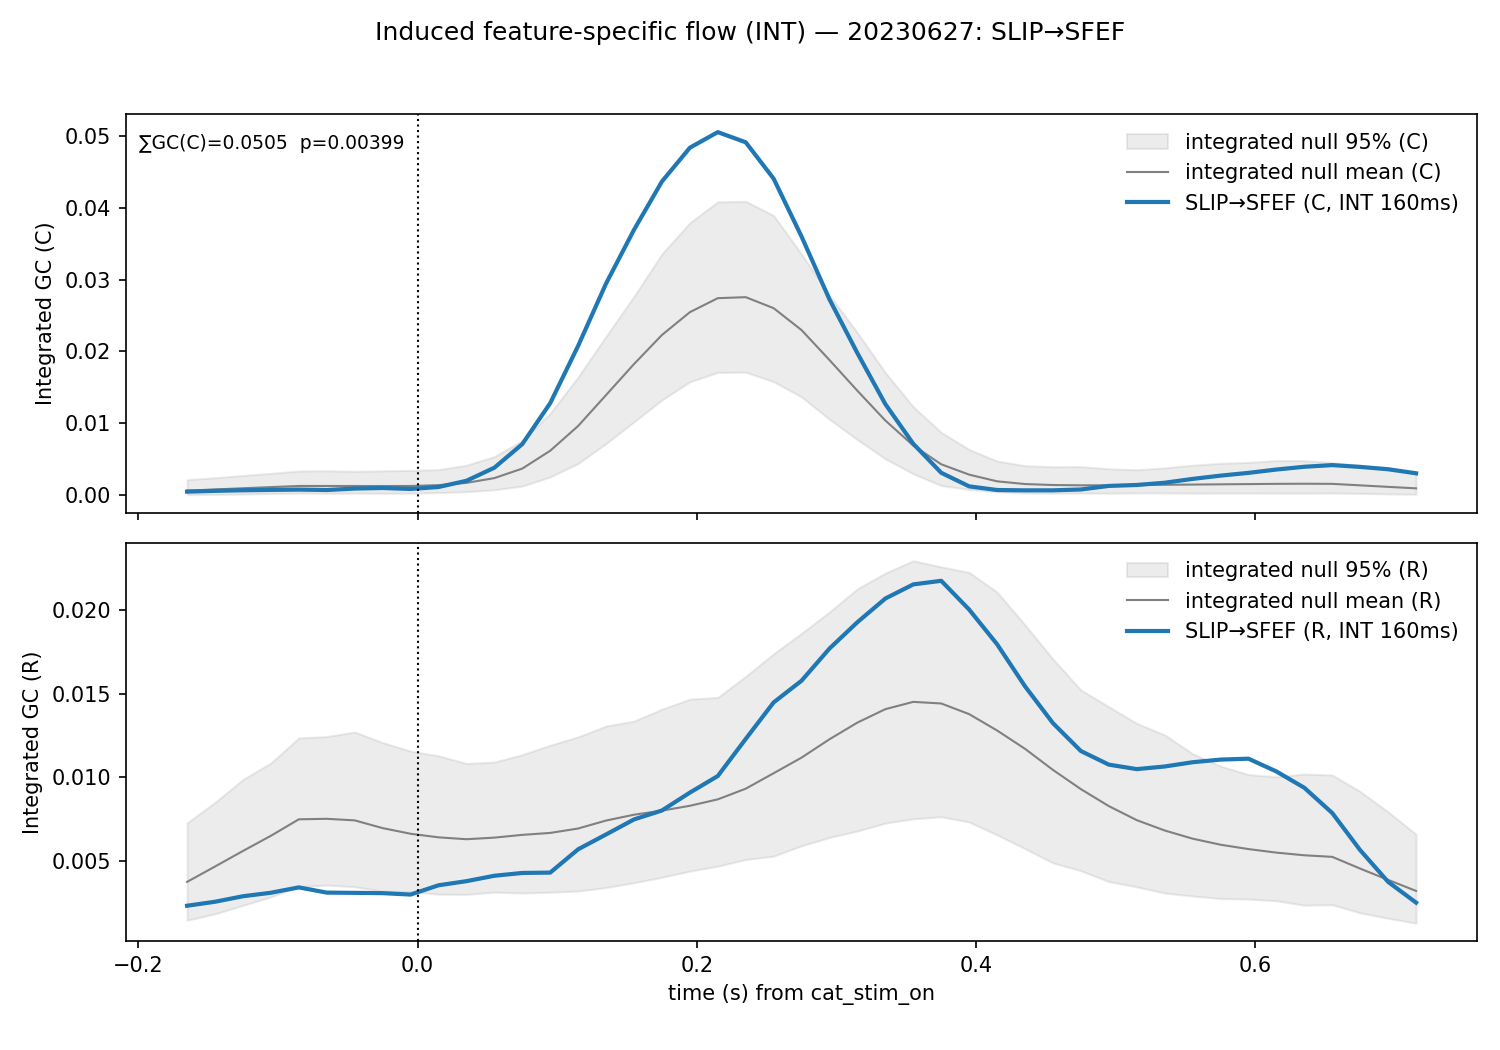 Induced feature-specific flow (INT) — 20230627: SLIP→SFEF
∑GC(C)=0.0505  p=0.00399
integrated null 95% (C)
integrated null mean (C)
SLIP→SFEF (C, INT 160ms)
Integrated GC (C)
0.05
0.04
0.03
0.02
0.01
0.00
integrated null 95% (R)
integrated null mean (R)
SLIP→SFEF (R, INT 160ms)
Integrated GC (R)
0.020
0.015
0.010
0.005
−0.2
0.0
0.2
0.4
0.6
time (s) from cat_stim_on